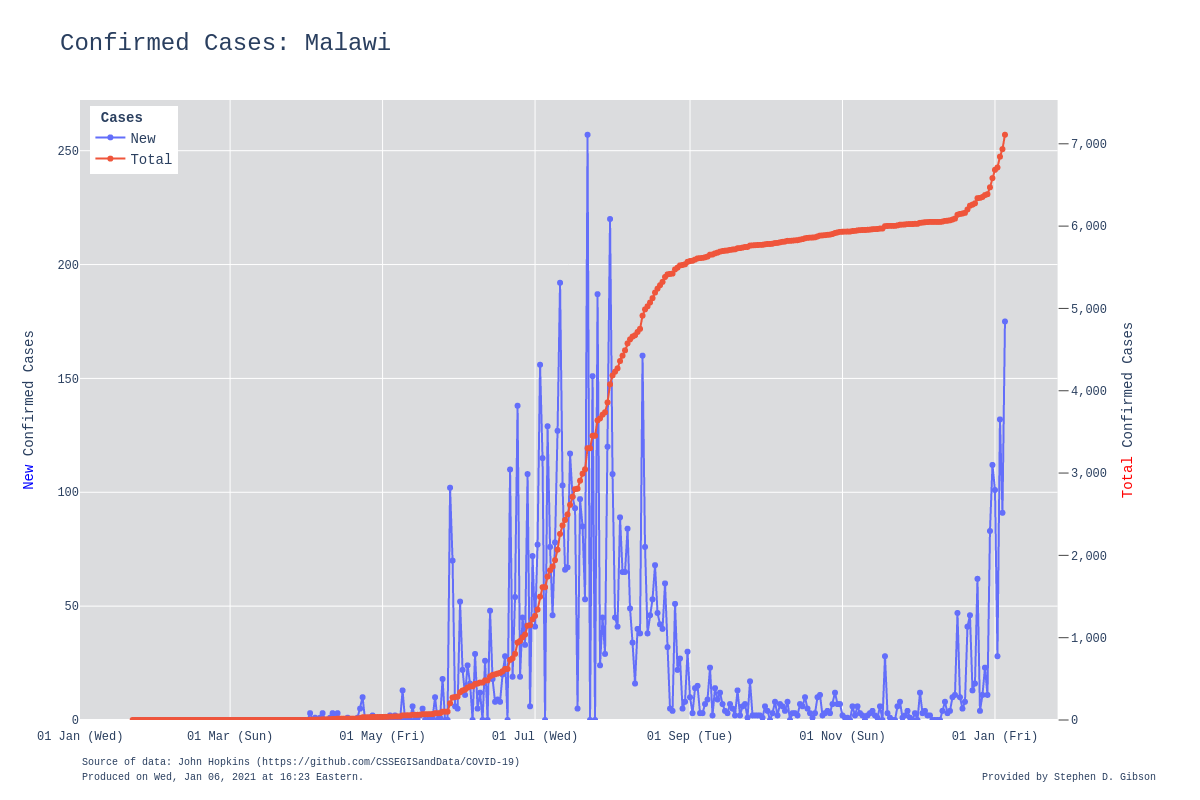 Confirmed Cases: Malawi
Cases
New
Total
250
200
150
100
50
0
7,000
6,000
5,000
4,000
3,000
2,000
1,000
0
New Confirmed Cases
Total Confirmed Cases
01 Jan (Wed)
01 Mar (Sun)
01 May (Fri)
01 Jul (Wed)
01 Sep (Tue)
01 Nov (Sun)
01 Jan (Fri)
Source of data: John Hopkins (https://github.com/CSSEGISandData/COVID-19)
Produced on Wed, Jan 06, 2021 at 16:23 Eastern.
Provided by Stephen D. Gibson